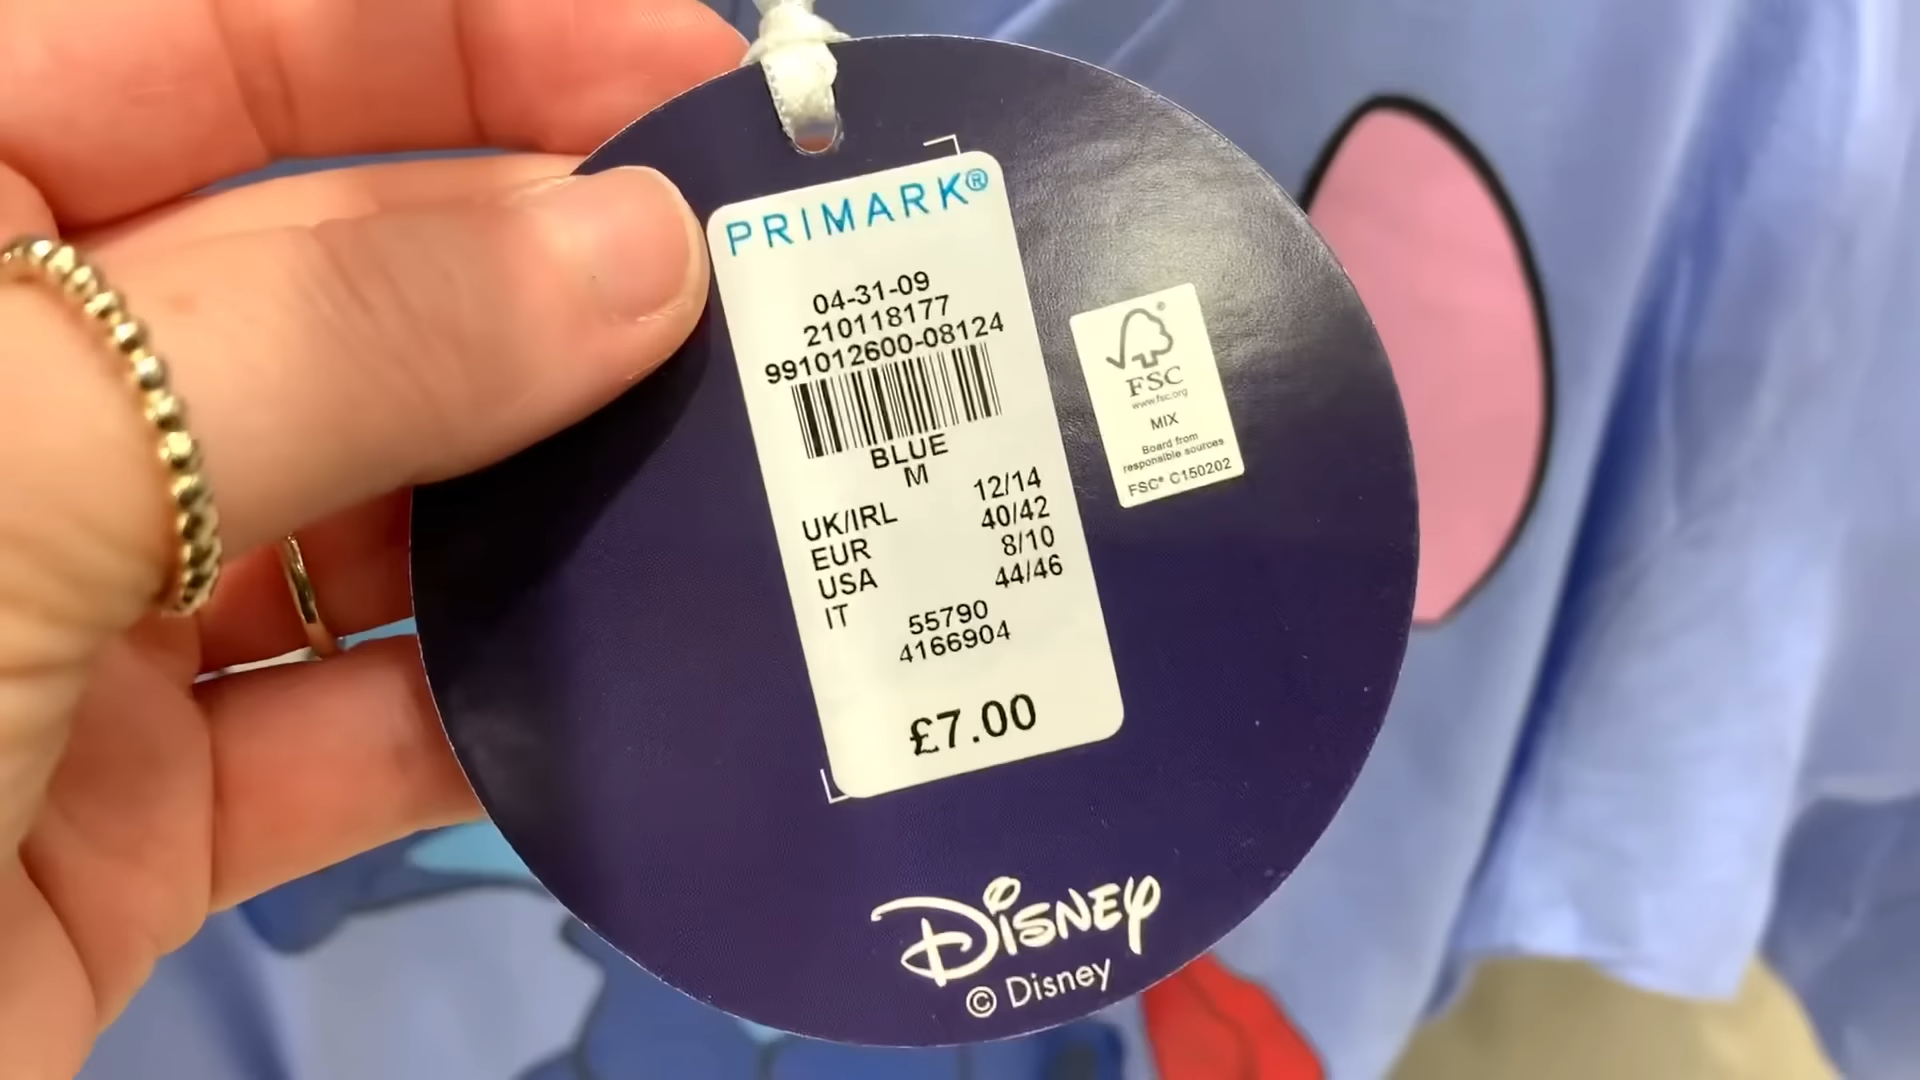 PRIMARK®
04-31-09
210118177
991012600-08124
BLUE
M
UK/IRL 12/14
EUR 40/42
USA 8/10
IT 44/46
55790
4166904
£7.00
FSC
www.fsc.org
MIX
Board from
responsible sources
FSC® C150202
Disney
© Disney